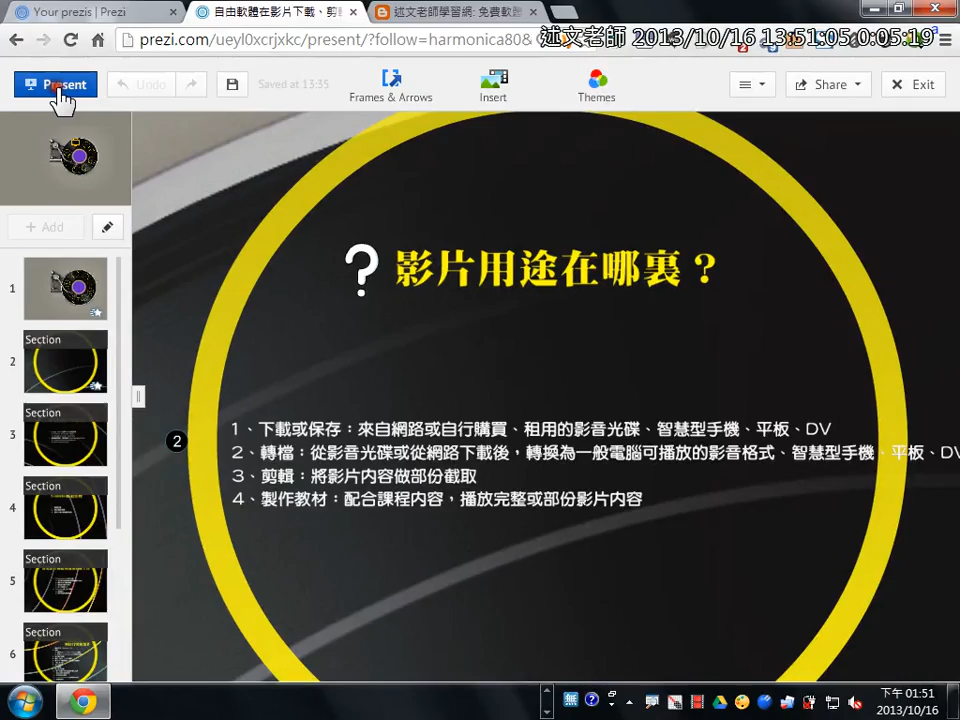 Your prezis | Prezi
自由軟體在影片下載、剪
述文老師學習網: 免費軟體
prezi.com/ueyl0xcrjxkc/present/?follow=harmonica80&
述文老師 2013/10/16 13:51:05 0:05:19
Present
Undo
Saved at 13:35
Frames & Arrows
Insert
Themes
Share
Exit
+ Add
1
Section
2
Section
3
Section
4
Section
5
Section
6
? 影片用途在哪裏？
2
1、下載或保存：來自網路或自行購買、租用的影音光碟、智慧型手機、平板、DV
2、轉檔：從影音光碟或從網路下載後，轉換為一般電腦可播放的影音格式、智慧型手機、平板、DV
3、剪輯：將影片內容做部份截取
4、製作教材：配合課程內容，播放完整或部份影片內容
無
下午 01:51
2013/10/16